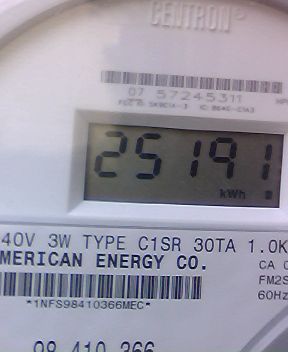 CENTRON®
07 57245311
25191
kWh
40V 3W TYPE C1SR 30TA 1.0K
MERICAN ENERGY CO.
CA
FM2S
60Hz
*1NFS98410366MEC*
98 410 366